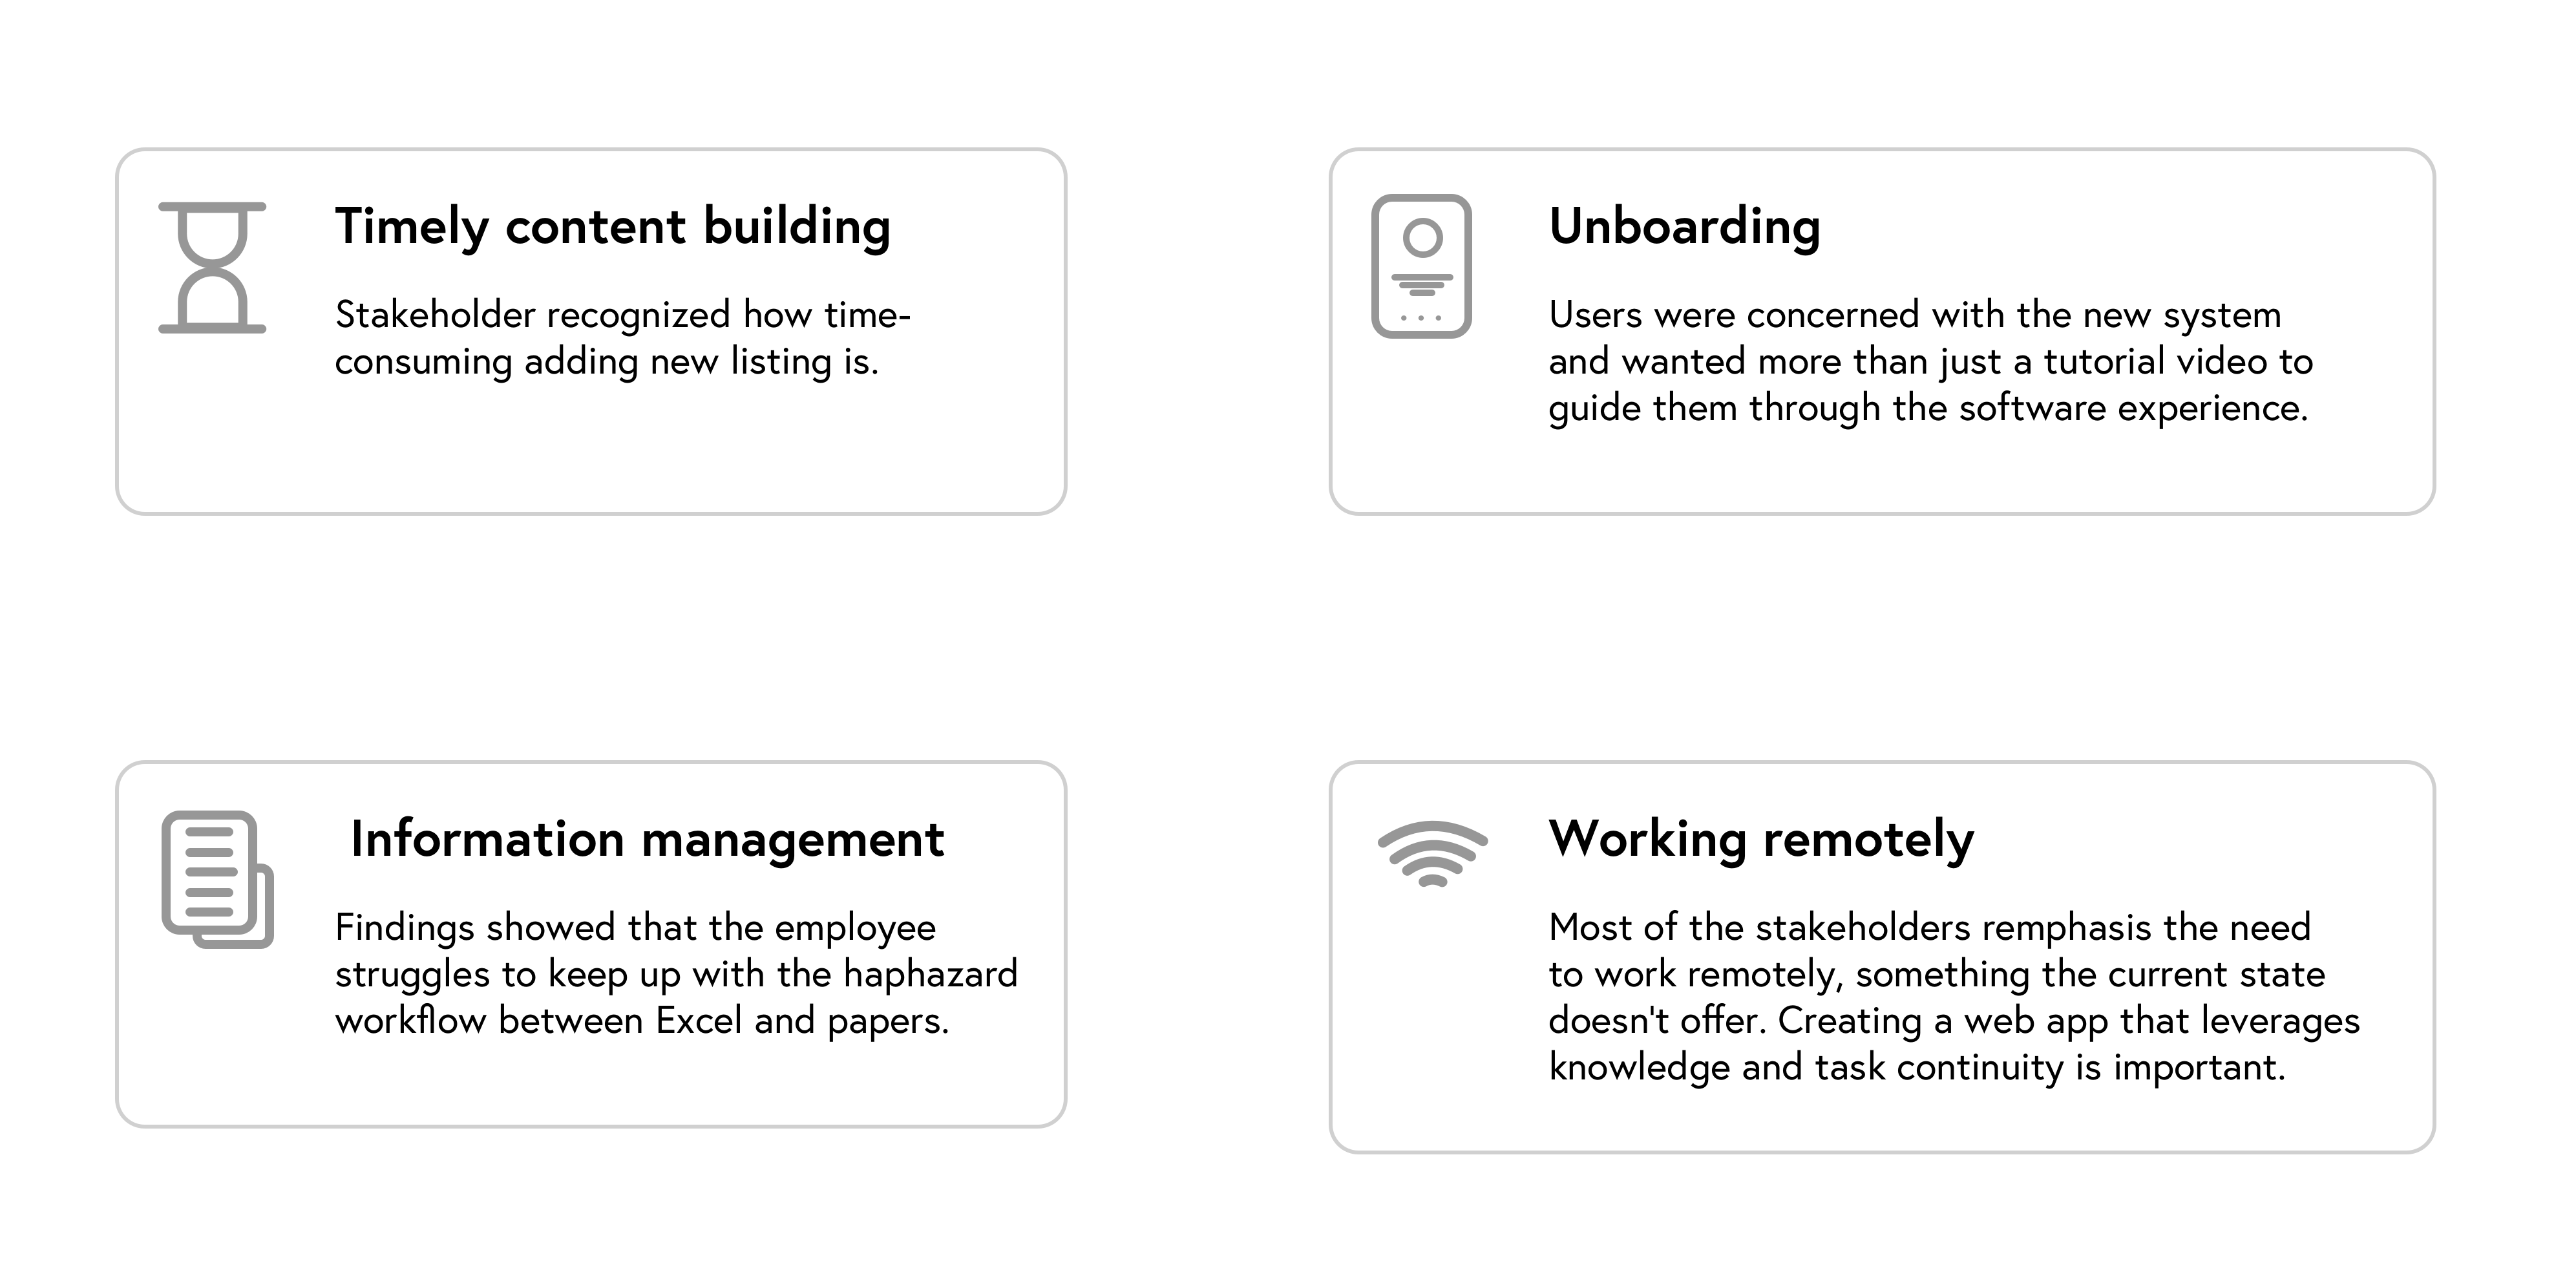 Timely content building
Stakeholder recognized how time-
consuming adding new listing is.
Unboarding
Users were concerned with the new system
and wanted more than just a tutorial video to
guide them through the software experience.
Information management
Findings showed that the employee
struggles to keep up with the haphazard
workflow between Excel and papers.
Working remotely
Most of the stakeholders remphasis the need
to work remotely, something the current state
doesn't offer. Creating a web app that leverages
knowledge and task continuity is important.